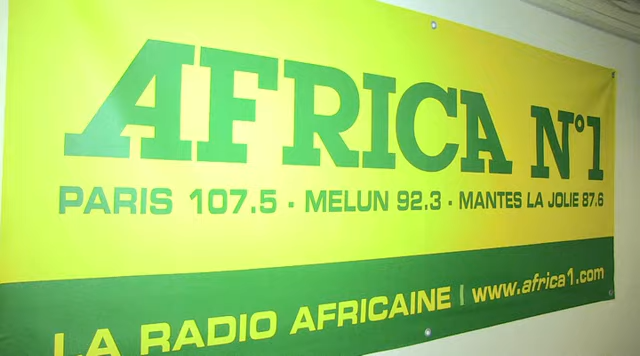 AFRICA N°1
PARIS 107.5 - MELUN 92.3 - MANTES LA JOLIE 87.6
LA RADIO AFRICAINE | www.africa1.com